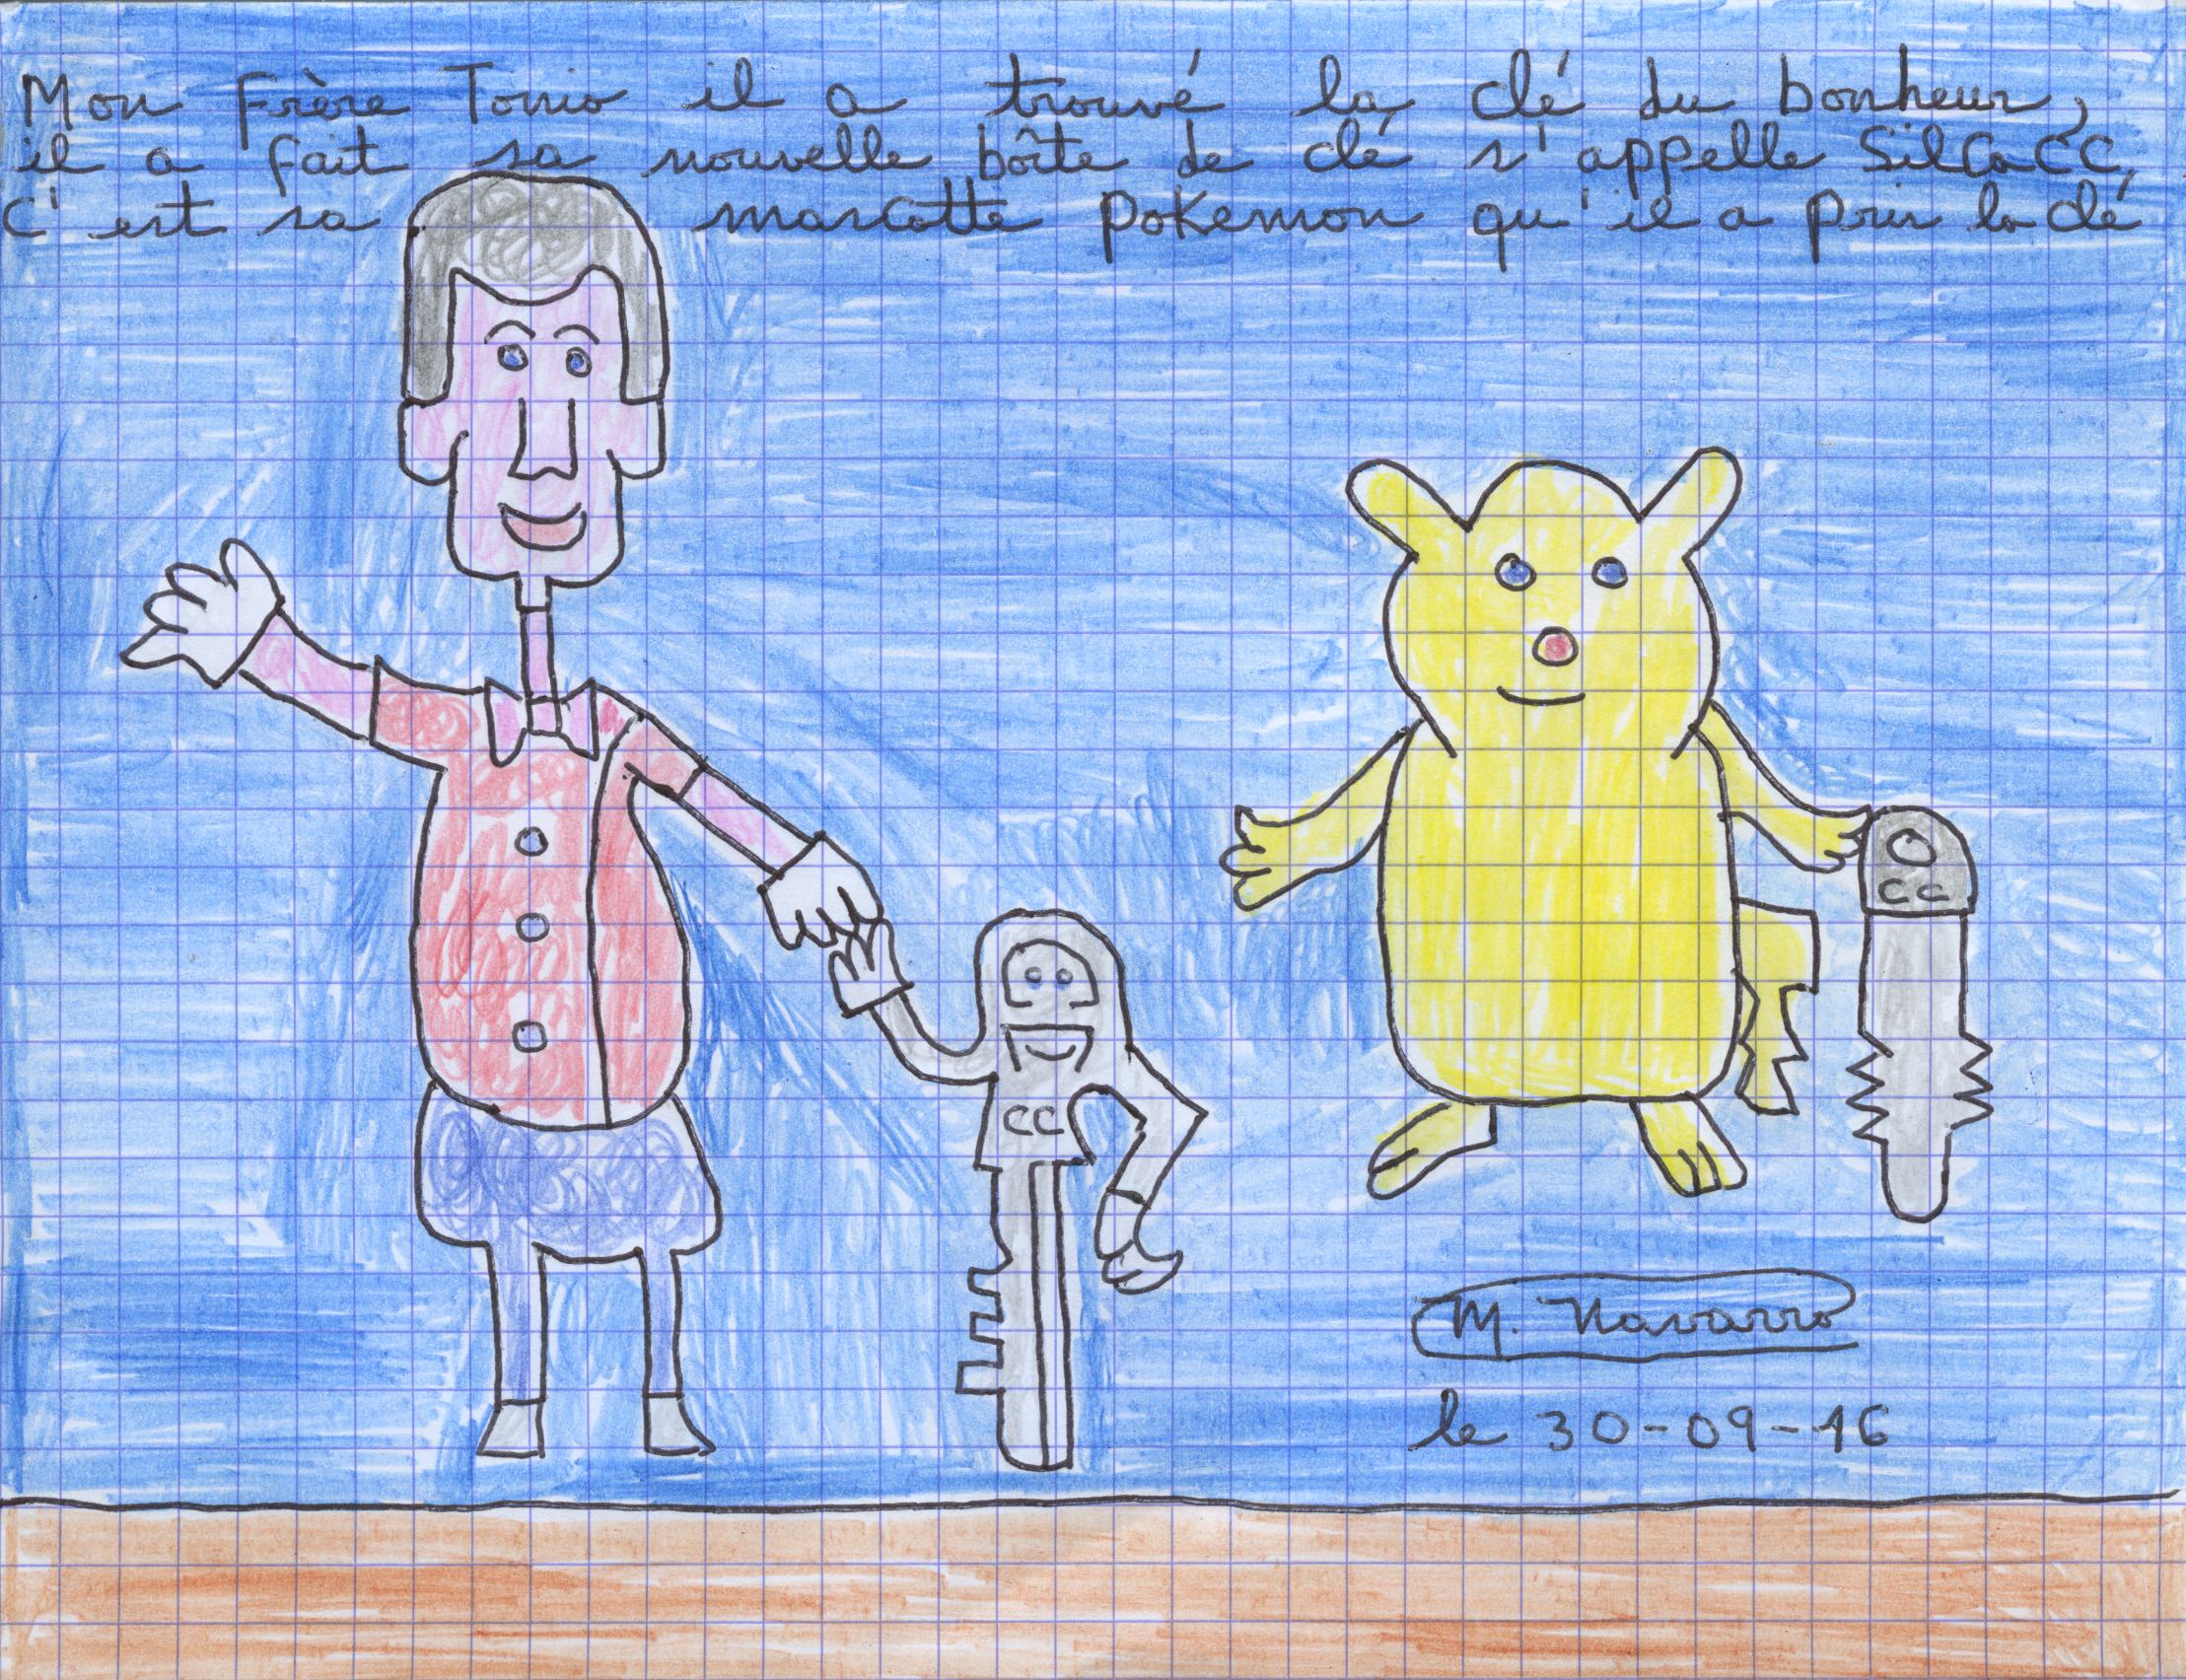 Mon frère Tonio il a trouvé la clé du bonheur,
il a fait sa nouvelle boîte de clé s'appelle SilCaCC,
C'est sa mascotte pokemon qu'il a pris la clé
CC
CC
M. Navarro
le 30-09-16